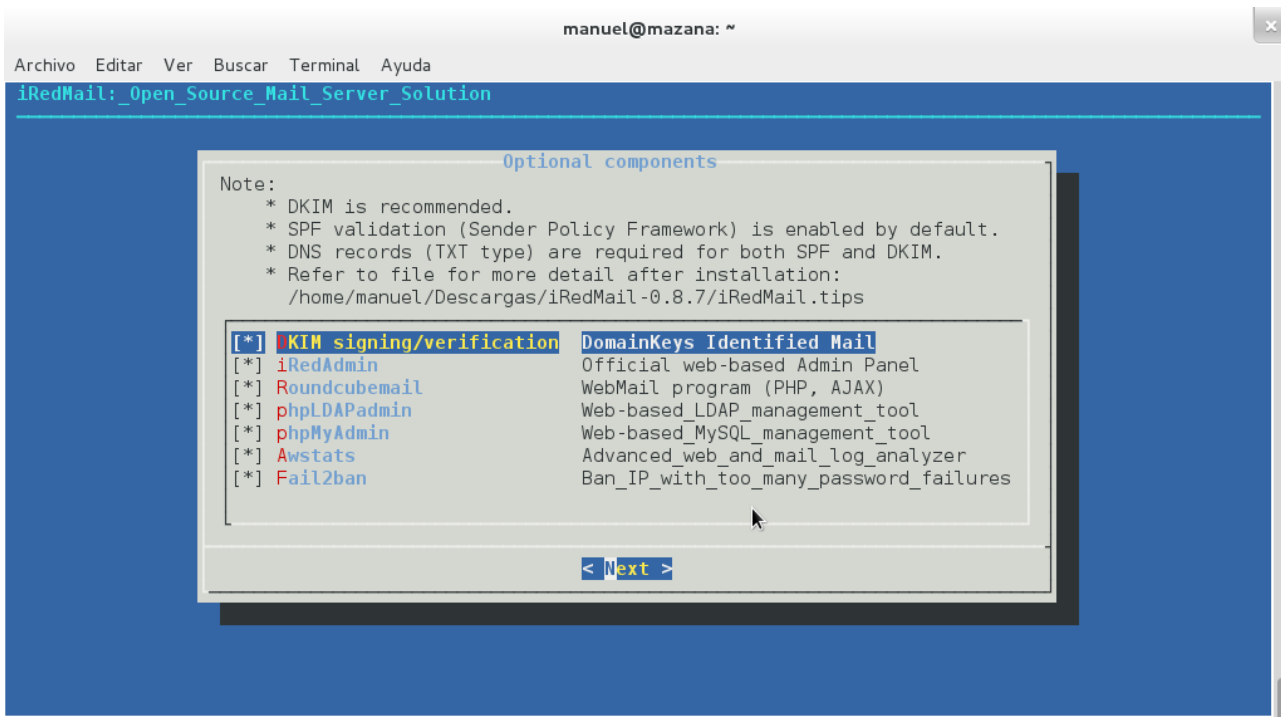 manuel@mazana: ~
Archivo Editar Ver Buscar Terminal Ayuda
iRedMail:_Open_Source_Mail_Server_Solution
Optional components
Note:
* DKIM is recommended.
* SPF validation (Sender Policy Framework) is enabled by default.
* DNS records (TXT type) are required for both SPF and DKIM.
* Refer to file for more detail after installation:
/home/manuel/Descargas/iRedMail-0.8.7/iRedMail.tips
[*] DKIM signing/verification DomainKeys Identified Mail
[*] iRedAdmin Official web-based Admin Panel
[*] Roundcubemail WebMail program (PHP, AJAX)
[*] phpLDAPadmin Web-based_LDAP_management_tool
[*] phpMyAdmin Web-based_MySQL_management_tool
[*] Awstats Advanced_web_and_mail_log_analyzer
[*] Fail2ban Ban_IP_with_too_many_password_failures
< Next >